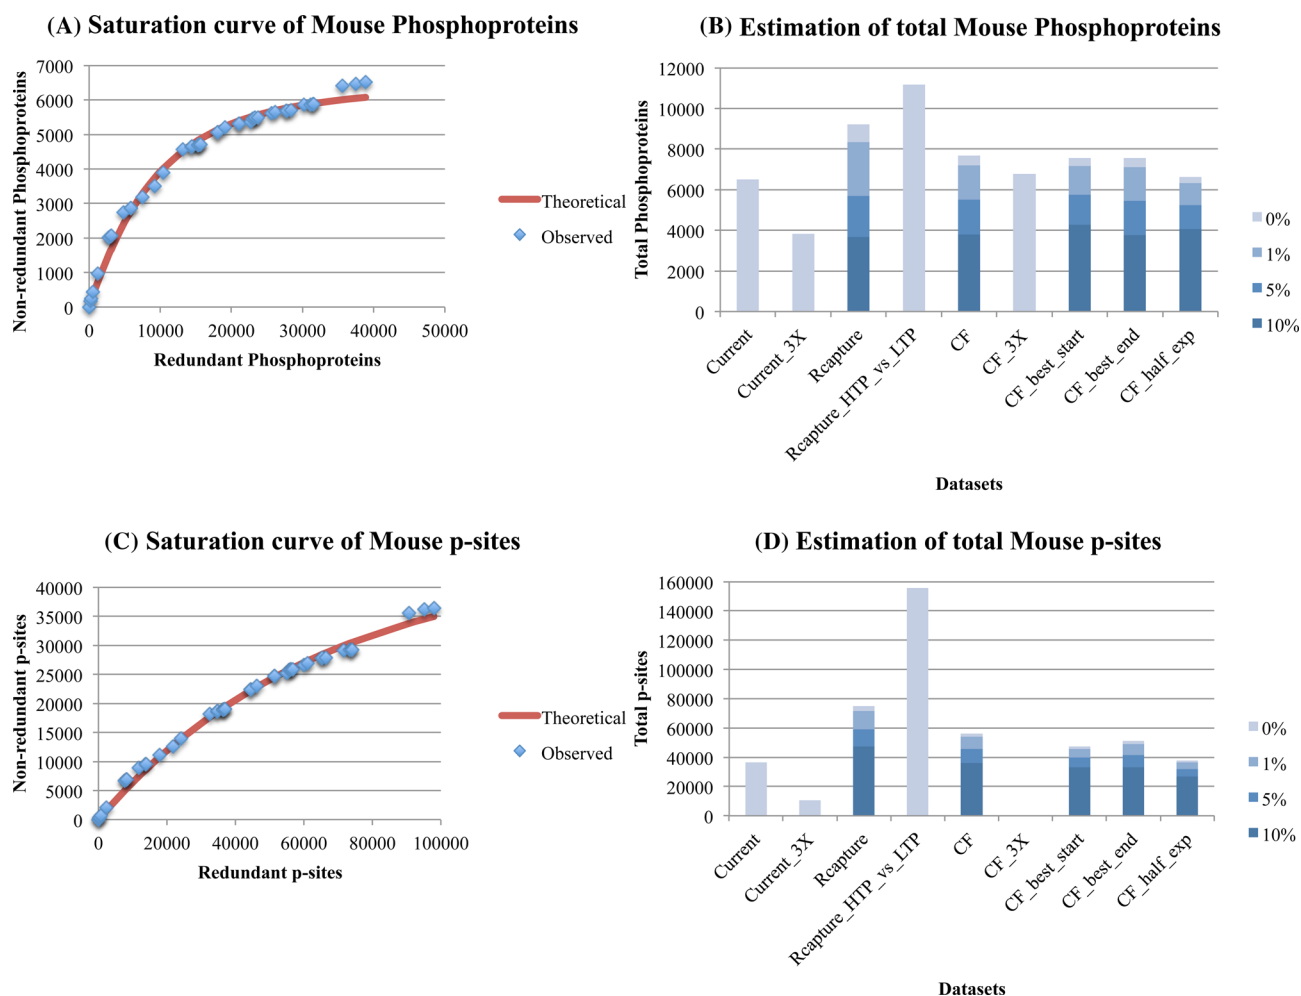 (A) Saturation curve of Mouse Phosphoproteins
Non-redundant Phosphoproteins
7000
6000
5000
4000
3000
2000
1000
0
0
10000
20000
30000
40000
50000
Redundant Phosphoproteins
Theoretical
Observed
(B) Estimation of total Mouse Phosphoproteins
Total Phosphoproteins
12000
10000
8000
6000
4000
2000
0
Current
Current_3X
Rcapture
Rcapture_HTP_vs_LTP
CF
CF_3X
CF_best_start
CF_best_end
CF_half_exp
Datasets
0%
1%
5%
10%
(C) Saturation curve of Mouse p-sites
Non-redundant p-sites
40000
35000
30000
25000
20000
15000
10000
5000
0
0
20000
40000
60000
80000
100000
Redundant p-sites
Theoretical
Observed
(D) Estimation of total Mouse p-sites
Total p-sites
160000
140000
120000
100000
80000
60000
40000
20000
0
Current
Current_3X
Rcapture
Rcapture_HTP_vs_LTP
CF
CF_3X
CF_best_start
CF_best_end
CF_half_exp
Datasets
0%
1%
5%
10%